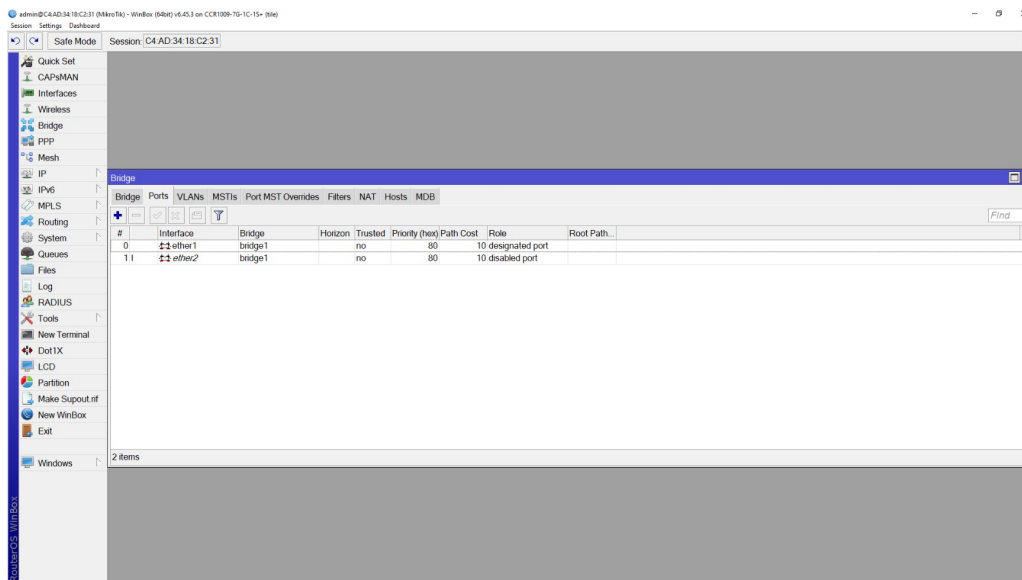 admin@C4:AD:34:18:C2:31 (MikroTik) - WinBox (64bit) v6.45.3 on CCR1009-7G-1C-1S+ (tile)
Session Settings Dashboard
Safe Mode Session: C4:AD:34:18:C2:31
Quick Set
CAPsMAN
Interfaces
Wireless
Bridge
PPP
Mesh
IP
IPv6
MPLS
Routing
System
Queues
Files
Log
RADIUS
Tools
New Terminal
Dot1X
LCD
Partition
Make Supout.rif
New WinBox
Exit
Windows
RouterOS WinBox
Bridge
Bridge Ports VLANs MSTIs Port MST Overrides Filters NAT Hosts MDB
Find
# Interface Bridge Horizon Trusted Priority (hex) Path Cost Role Root Path...
0 ether1 bridge1 no 80 10 designated port
1 I ether2 bridge1 no 80 10 disabled port
2 items